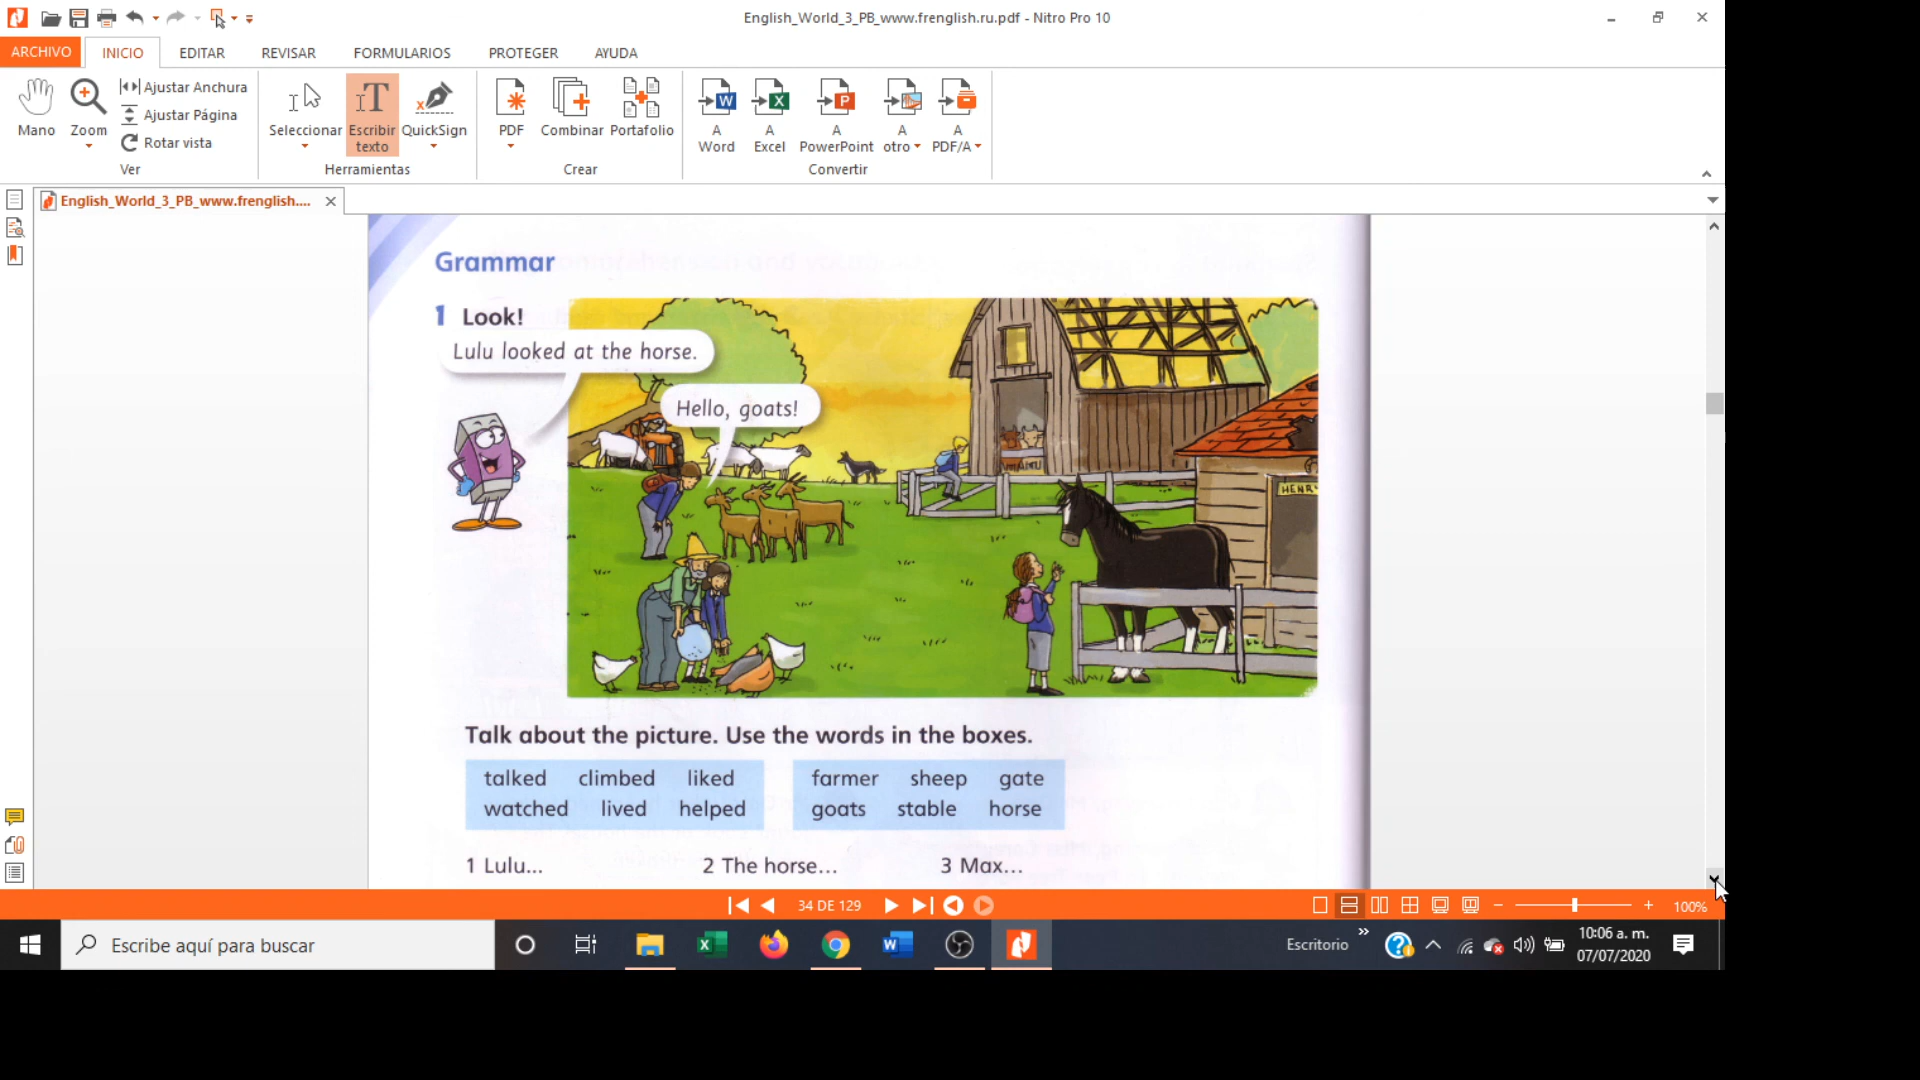 English_World_3_PB_www.frenglish.ru.pdf - Nitro Pro 10
ARCHIVO INICIO EDITAR REVISAR FORMULARIOS PROTEGER AYUDA
Mano
Zoom
Ajustar Anchura
Ajustar Página
Rotar vista
Ver
Seleccionar
Escribir texto
QuickSign
Herramientas
PDF
Combinar
Portafolio
Crear
A Word
A Excel
A PowerPoint
A otro
A PDF/A
Convertir
English_World_3_PB_www.frenglish....
Grammar
1 Look!
Lulu looked at the horse.
Hello, goats!
HENRY
Talk about the picture. Use the words in the boxes.
talked climbed liked
watched lived helped
farmer sheep gate
goats stable horse
1 Lulu... 2 The horse... 3 Max...
34 DE 129
100%
Escribe aquí para buscar
Escritorio
10:06 a. m.
07/07/2020